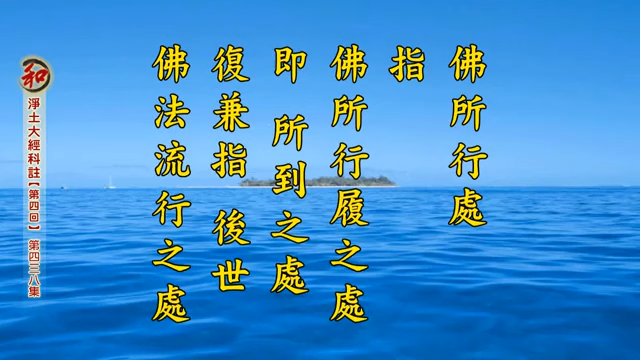 佛所行處
指
佛所行履之處
即 所到之處
復兼指 後世
佛法流行之處
和
淨土大經科註【第四回】 第四三八集